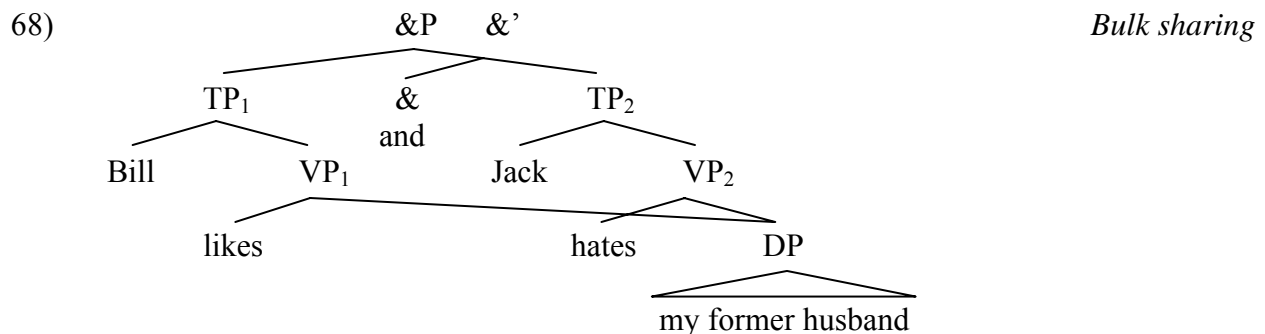 68) &P &’ Bulk sharing
TP₁ & TP₂
and
Bill VP₁ Jack VP₂
likes hates DP
my former husband